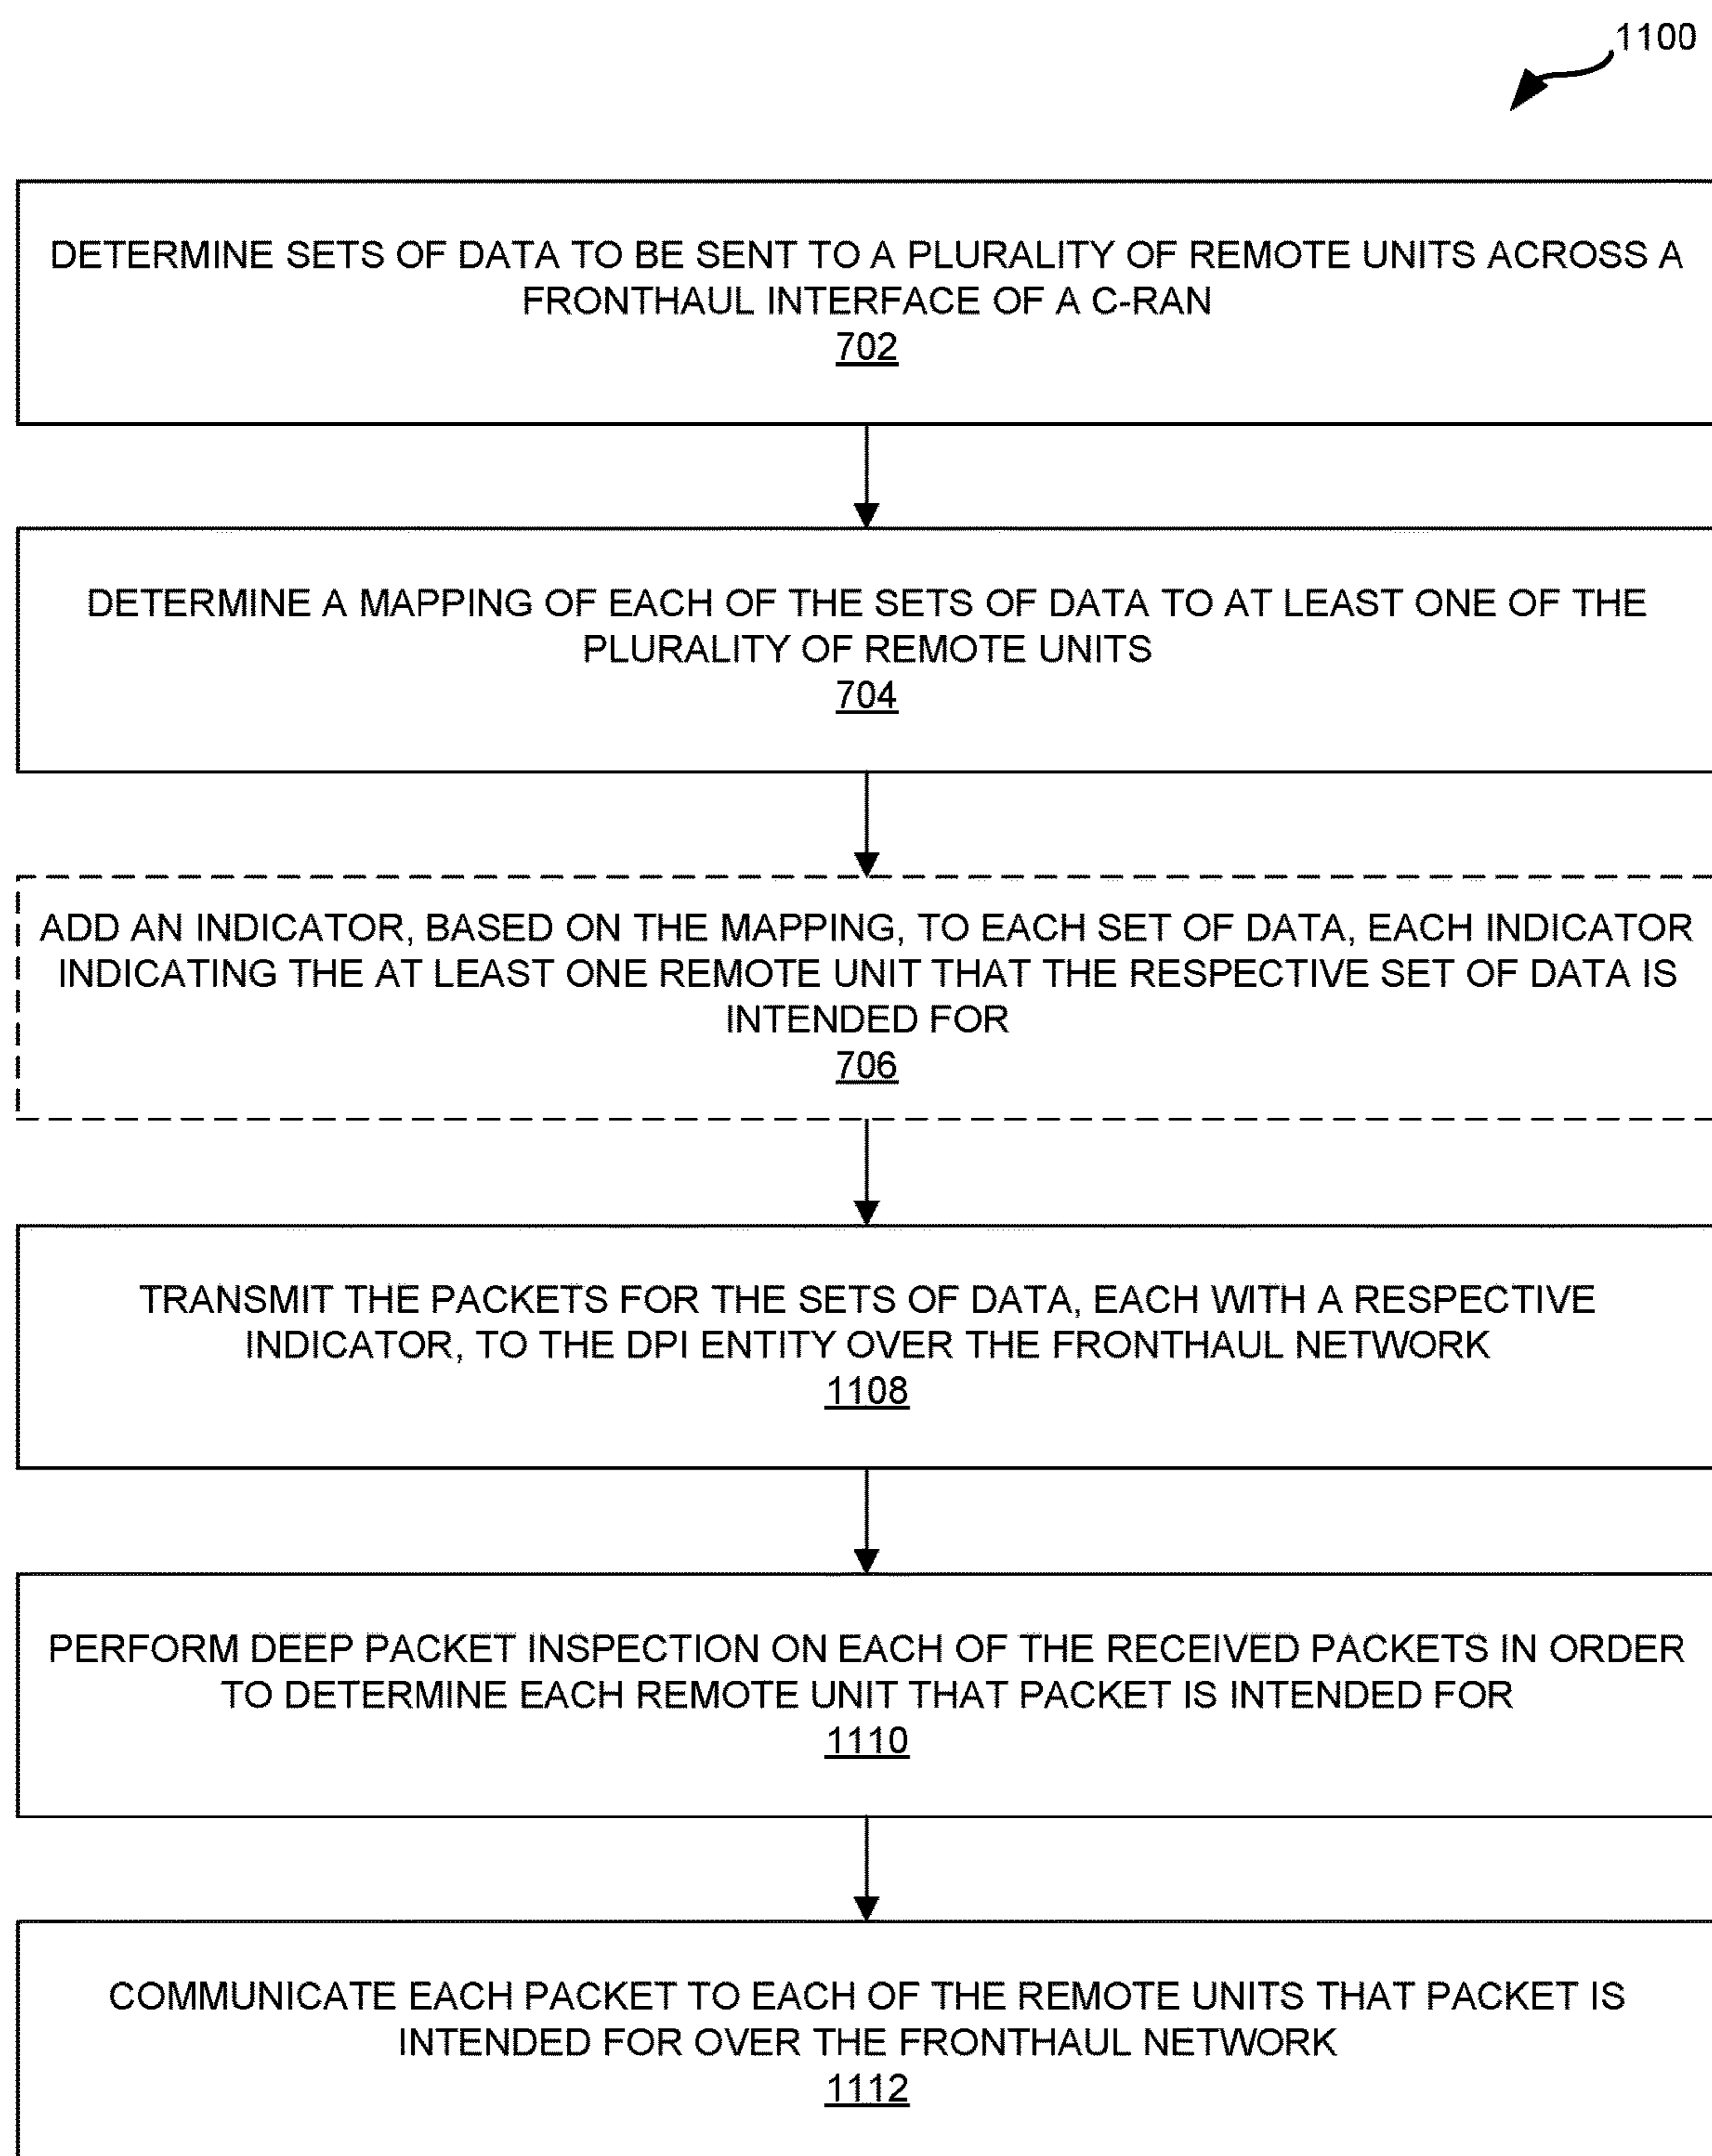 1100
DETERMINE SETS OF DATA TO BE SENT TO A PLURALITY OF REMOTE UNITS ACROSS A
FRONTHAUL INTERFACE OF A C-RAN
702
DETERMINE A MAPPING OF EACH OF THE SETS OF DATA TO AT LEAST ONE OF THE
PLURALITY OF REMOTE UNITS
704
ADD AN INDICATOR, BASED ON THE MAPPING, TO EACH SET OF DATA, EACH INDICATOR
INDICATING THE AT LEAST ONE REMOTE UNIT THAT THE RESPECTIVE SET OF DATA IS
INTENDED FOR
706
TRANSMIT THE PACKETS FOR THE SETS OF DATA, EACH WITH A RESPECTIVE
INDICATOR, TO THE DPI ENTITY OVER THE FRONTHAUL NETWORK
1108
PERFORM DEEP PACKET INSPECTION ON EACH OF THE RECEIVED PACKETS IN ORDER
TO DETERMINE EACH REMOTE UNIT THAT PACKET IS INTENDED FOR
1110
COMMUNICATE EACH PACKET TO EACH OF THE REMOTE UNITS THAT PACKET IS
INTENDED FOR OVER THE FRONTHAUL NETWORK
1112